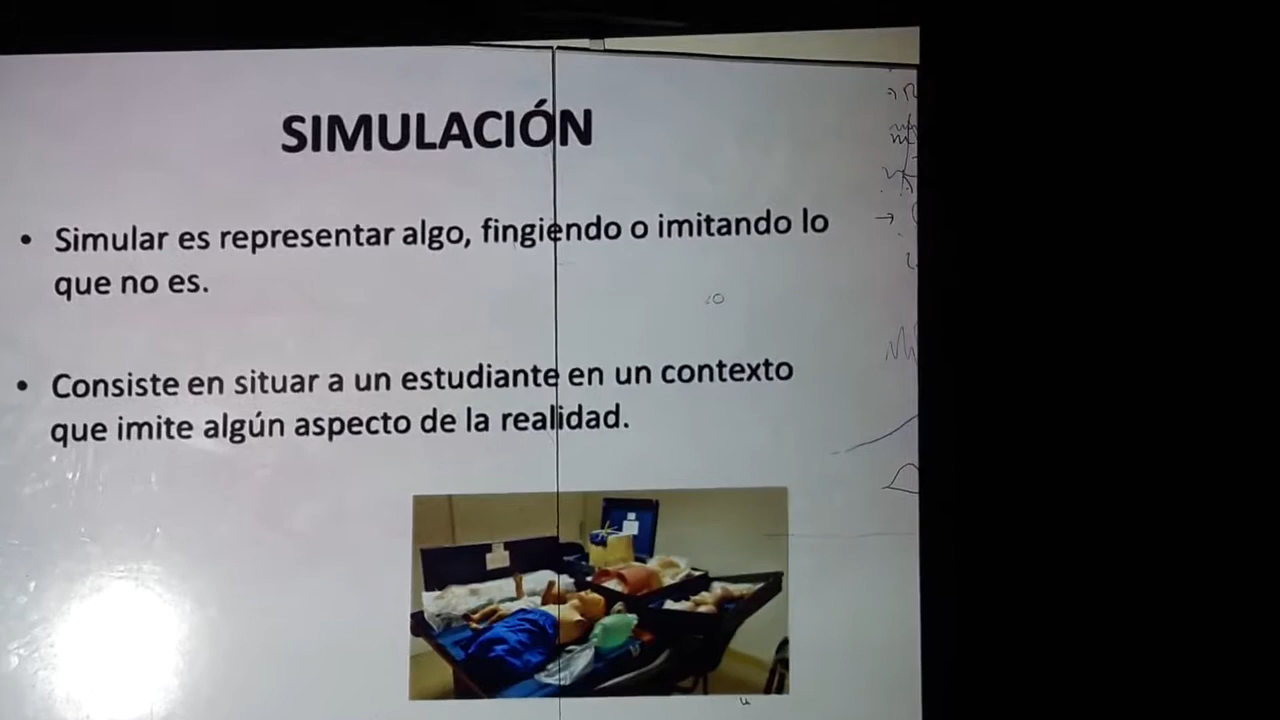 SIMULACIÓN
• Simular es representar algo, fingiendo o imitando lo
que no es.
• Consiste en situar a un estudiante en un contexto
que imite algún aspecto de la realidad.